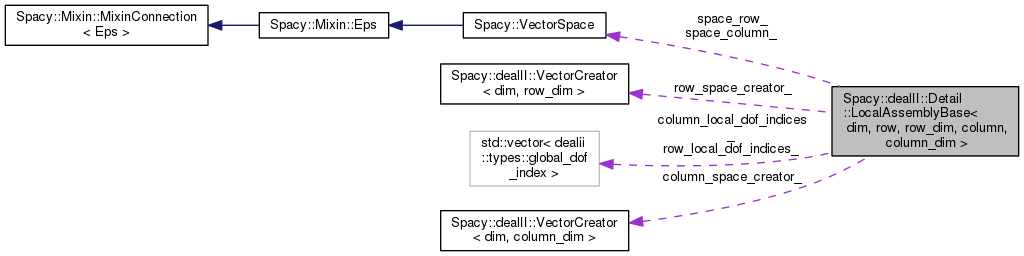 Spacy::Mixin::MixinConnection
< Eps >
Spacy::Mixin::Eps
Spacy::VectorSpace
space_row_
space_column_
Spacy::dealII::VectorCreator
< dim, row_dim >
row_space_creator_
Spacy::dealII::Detail
::LocalAssemblyBase<
dim, row, row_dim, column,
column_dim >
column_local_dof_indices
_
row_local_dof_indices_
std::vector< dealii
::types::global_dof
_index >
column_space_creator_
Spacy::dealII::VectorCreator
< dim, column_dim >